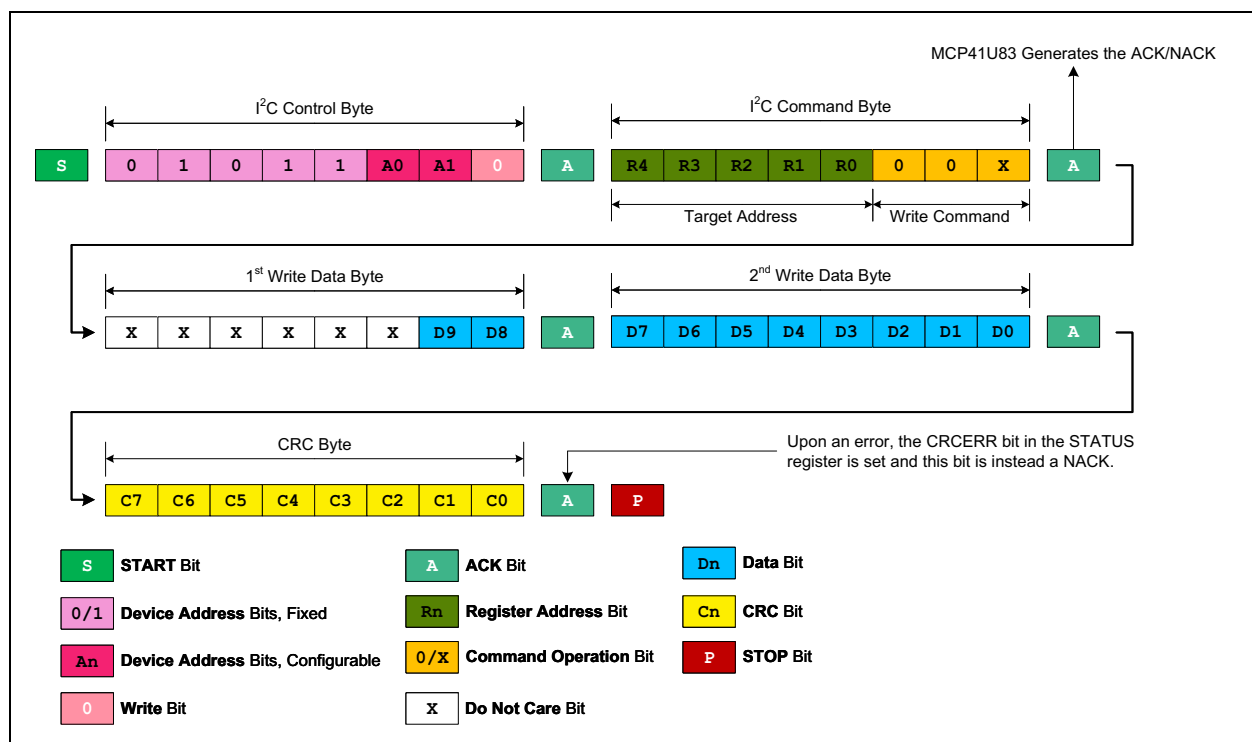 MCP41U83 Generates the ACK/NACK
I²C Control Byte I²C Command Byte
S 0 1 0 1 1 A0 A1 0 A R4 R3 R2 R1 R0 0 0 X A
Target Address Write Command
1st Write Data Byte 2nd Write Data Byte
X X X X X X D9 D8 A D7 D6 D5 D4 D3 D2 D1 D0 A
CRC Byte
Upon an error, the CRCERR bit in the STATUS
register is set and this bit is instead a NACK.
C7 C6 C5 C4 C3 C2 C1 C0 A P
S START Bit A ACK Bit Dn Data Bit
0/1 Device Address Bits, Fixed Rn Register Address Bit Cn CRC Bit
An Device Address Bits, Configurable 0/X Command Operation Bit P STOP Bit
0 Write Bit X Do Not Care Bit